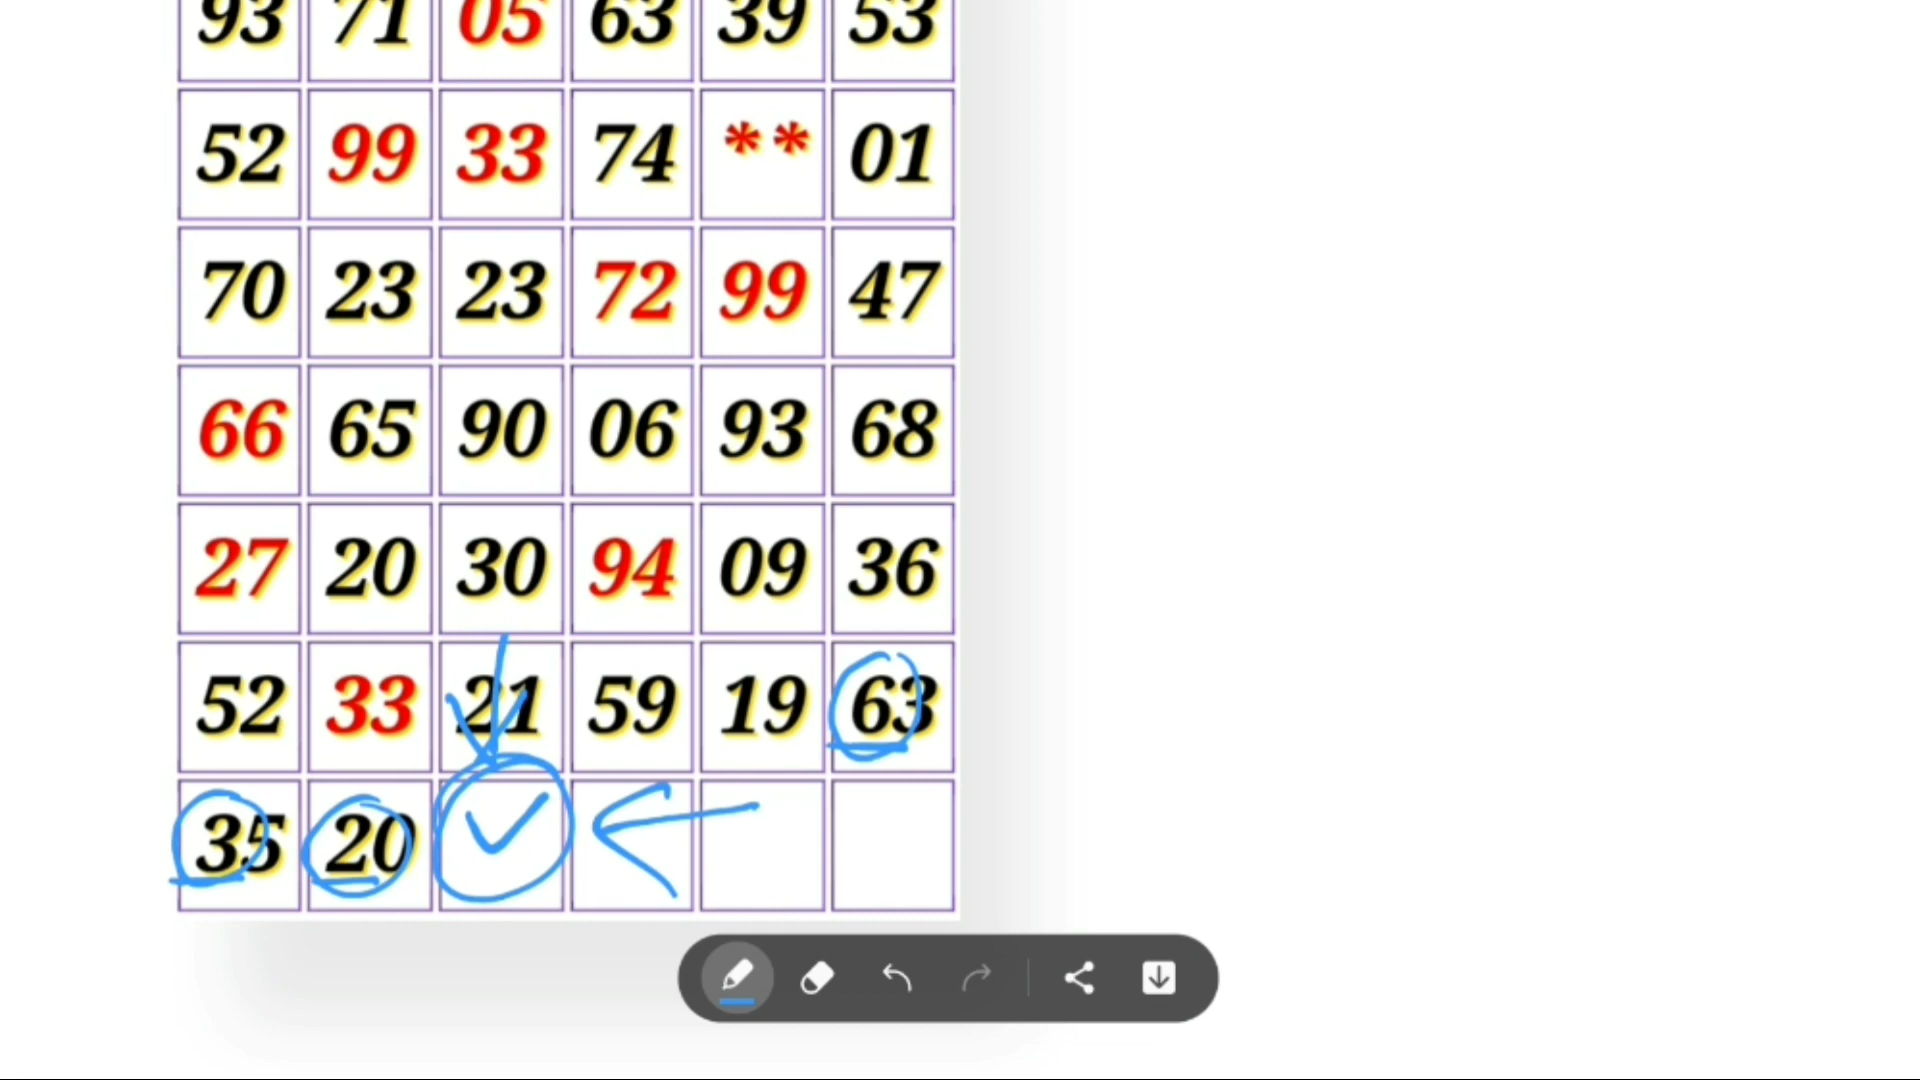 93 71 05 63 39 53
52 99 33 74 ** 01
70 23 23 72 99 47
66 65 90 06 93 68
27 20 30 94 09 36
52 33 21 59 19 63
35 20